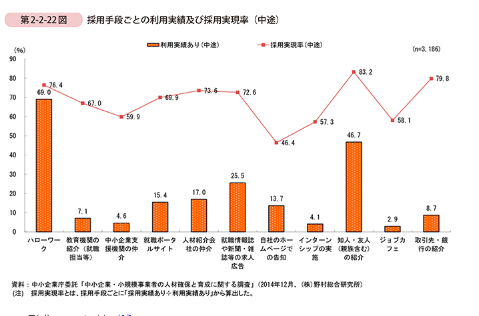 第2-2-22図 採用手段ごとの利用実績及び採用実現率（中途）
利用実績あり(中途) 採用実現率(中途)
(n=3,186)
(%)
90
80
70
60
50
40
30
20
10
0
76.4 67.0 59.9 69.9 73.6 72.6 46.4 57.3 83.2 58.1 79.8
69.0 7.1 4.6 15.4 17.0 25.5 13.7 4.1 46.7 2.9 8.7
ハローワーク
教育機関の紹介（就職担当等）
中小企業支援機関の仲介
就職ポータルサイト
人材紹介会社の仲介
就職情報誌や新聞・雑誌等の求人広告
自社のホームページでの告知
インターンシップの実施
知人・友人（親族含む）の紹介
ジョブカフェ
取引先・銀行の紹介
資料：中小企業庁委託「中小企業・小規模事業者の人材確保と育成に関する調査」（2014年12月、（株）野村総合研究所）
(注) 採用実現率とは、採用手段ごとに「採用実績あり÷利用実績あり」から算出した。